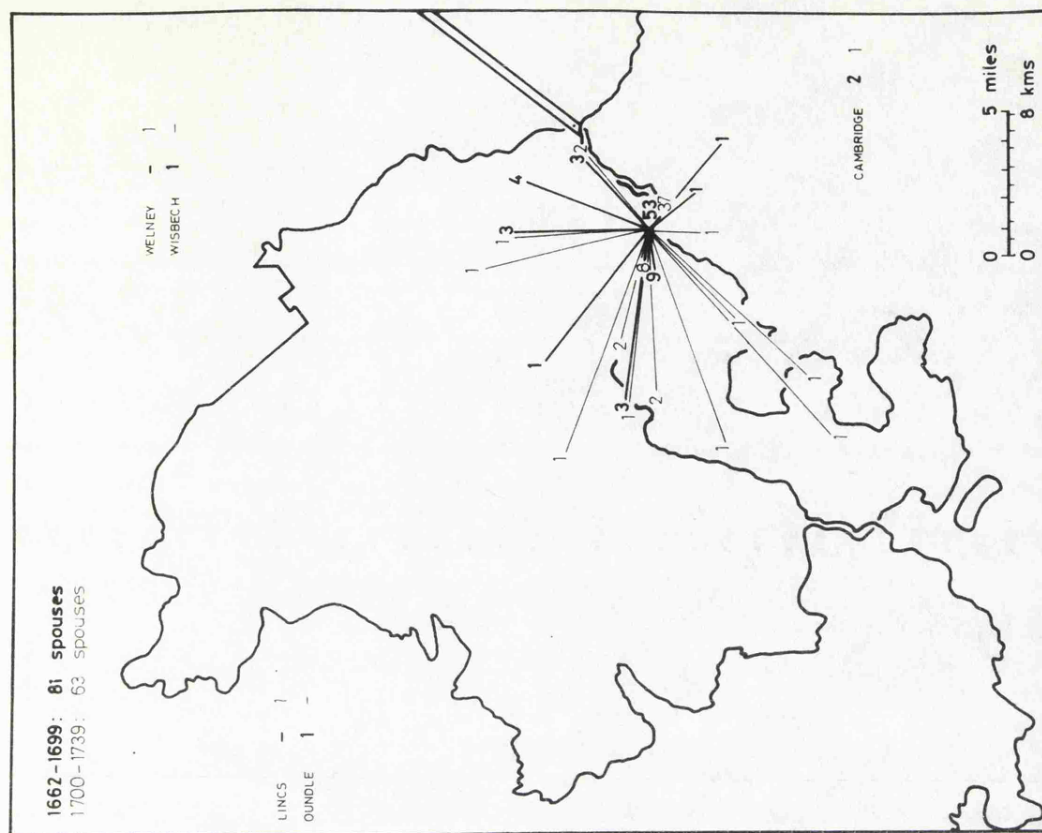 1662-1699: 81 spouses
1700-1739: 63 spouses
LINCS - 1
OUNDLE 1 -
WELNEY - 1
WISBECH 1 -
1
1
2
13
2
1
1
13
1
4
8
9
32
53
37
1
1
1
1
1
1
CAMBRIDGE 2 1
0 5 miles
0 8 kms